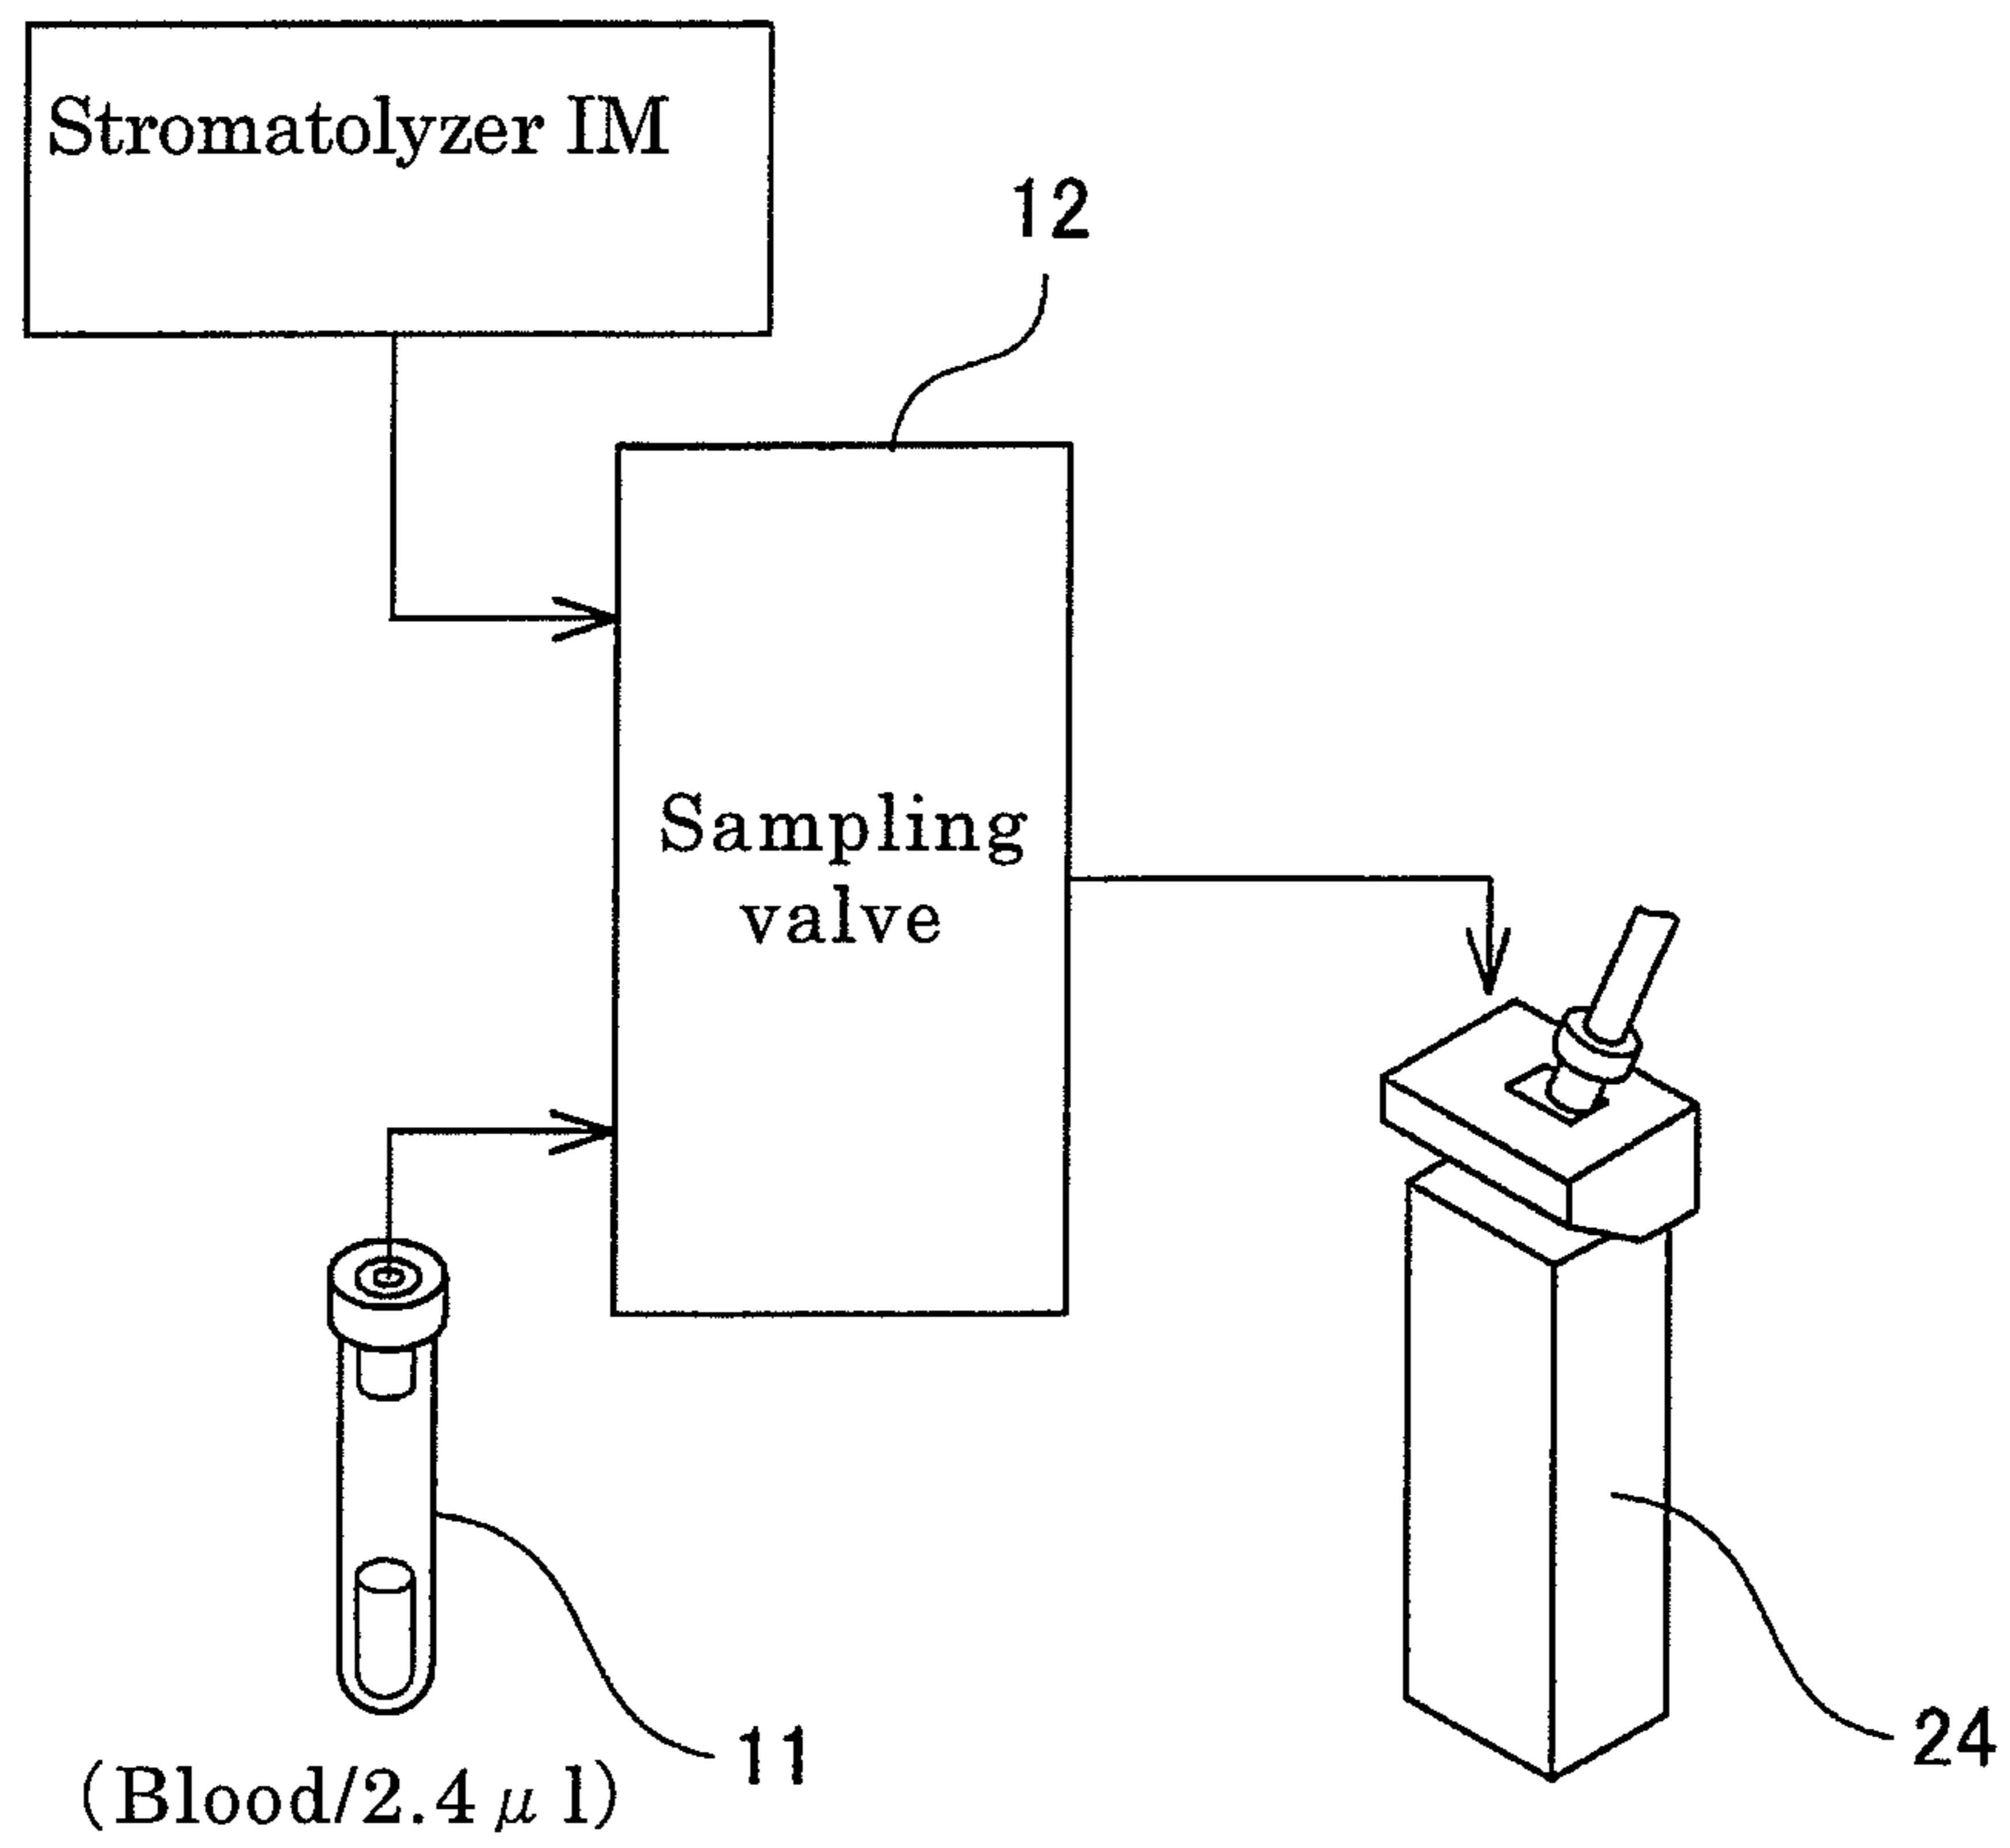 Stromatolyzer IM
12
Sampling
valve
11
24
(Blood/2.4 μ l)